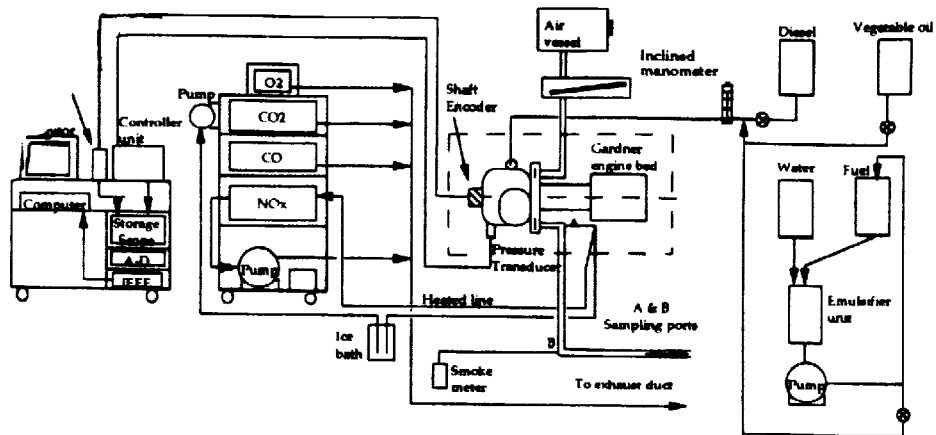 Air
vessel
Diesel
Vegetable oil
Inclined
manometer
O2
Pump
Shaft
Encoder
CO2
Controller
unit
CO
Gardner
engine bed
Water
Fuel
NOx
Computer
Storage
Scope
Pressure
Transducer
A-D
IEEE
Pump
Heated line
A & B
Sampling ports
Emulsifier
unit
Ice
bath
B
Smoke
meter
Pump
To exhaust duct